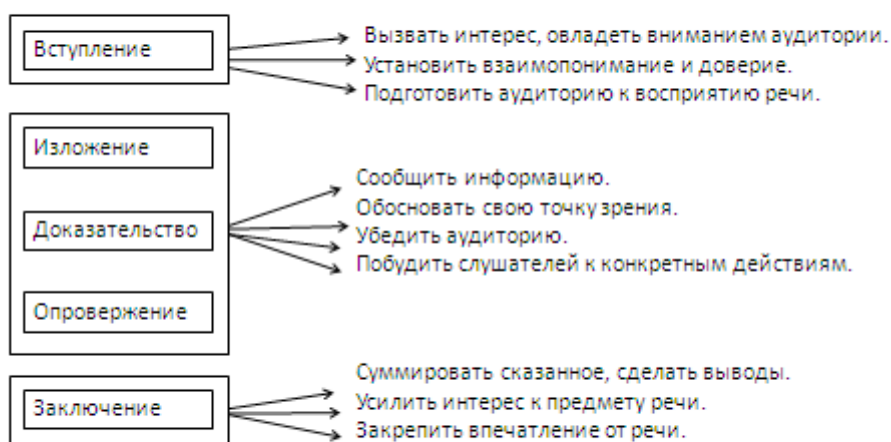 Вступление
Вызвать интерес, овладеть вниманием аудитории.
Установить взаимопонимание и доверие.
Подготовить аудиторию к восприятию речи.
Изложение
Доказательство
Опровержение
Сообщить информацию.
Обосновать свою точку зрения.
Убедить аудиторию.
Побудить слушателей к конкретным действиям.
Заключение
Суммировать сказанное, сделать выводы.
Усилить интерес к предмету речи.
Закрепить впечатление от речи.